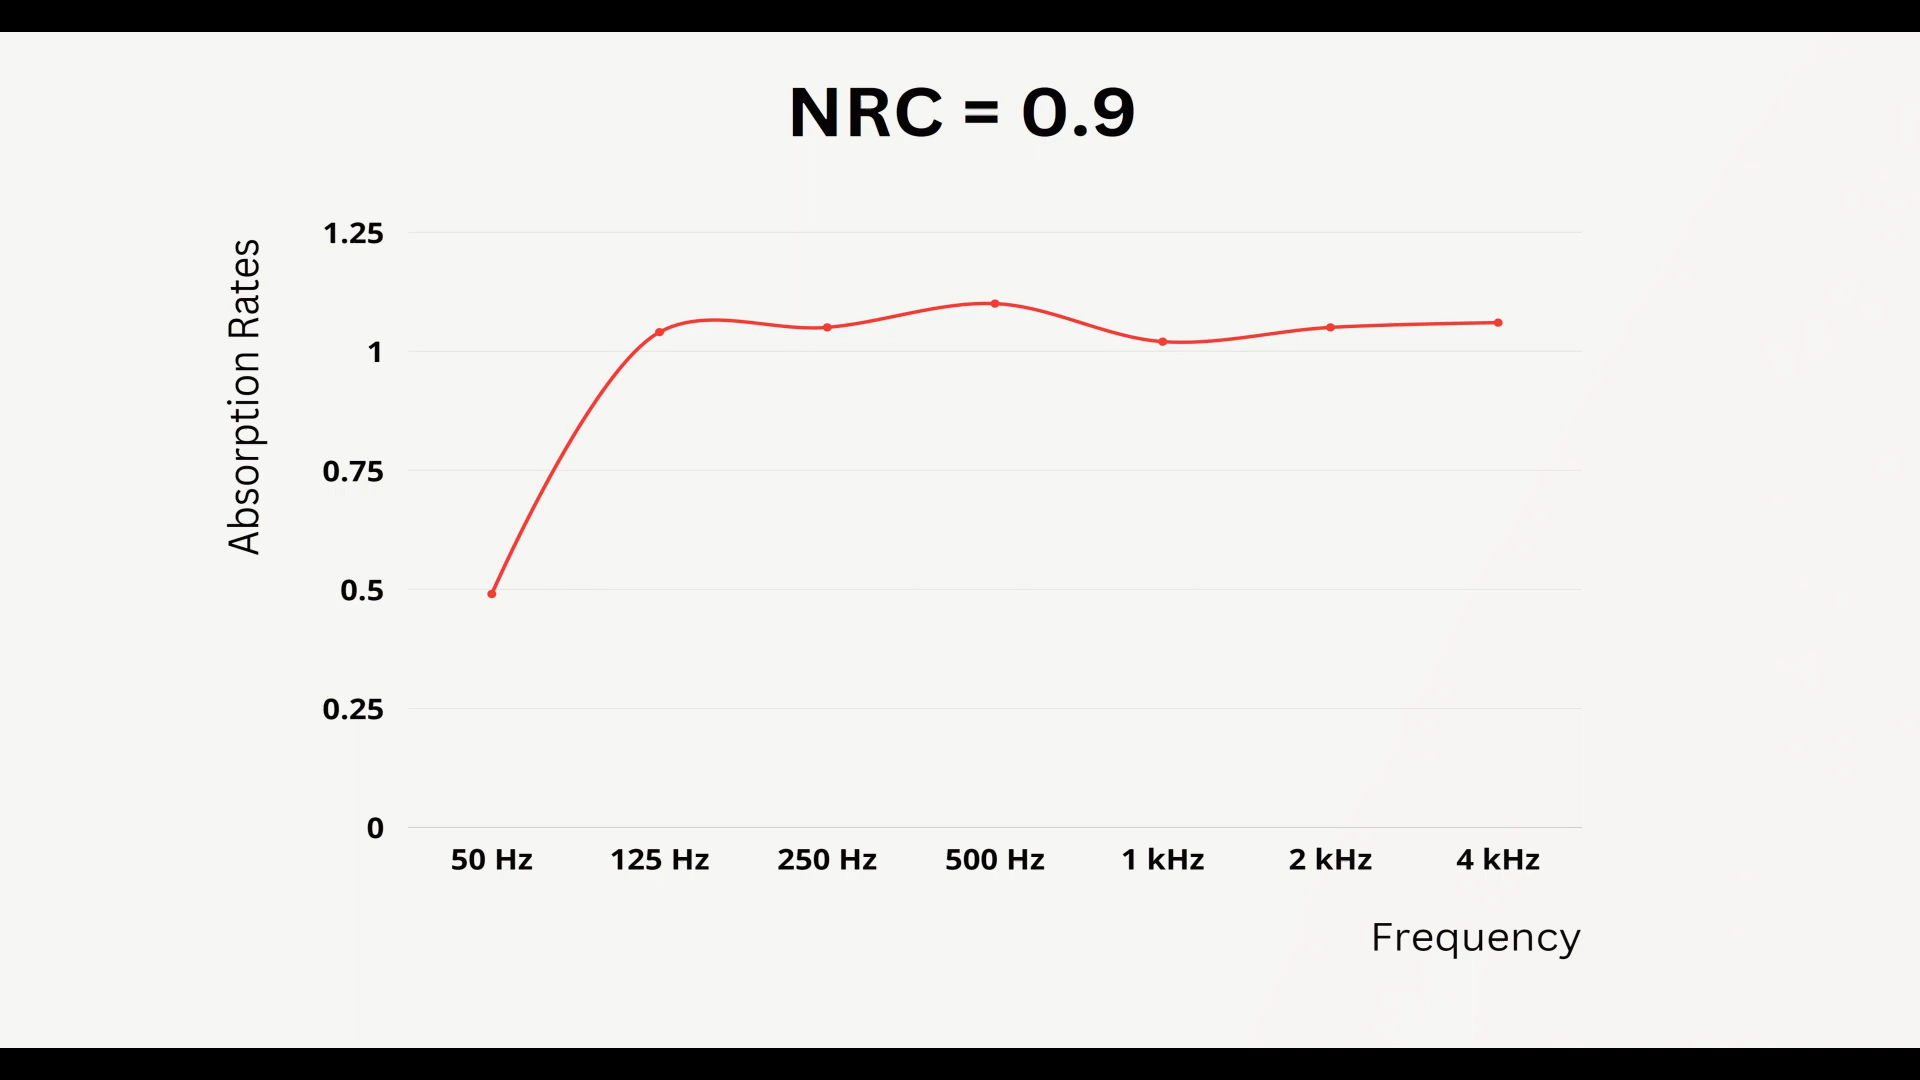 NRC = 0.9
Absorption Rates
1.25
1
0.75
0.5
0.25
0
50 Hz 125 Hz 250 Hz 500 Hz 1 kHz 2 kHz 4 kHz
Frequency